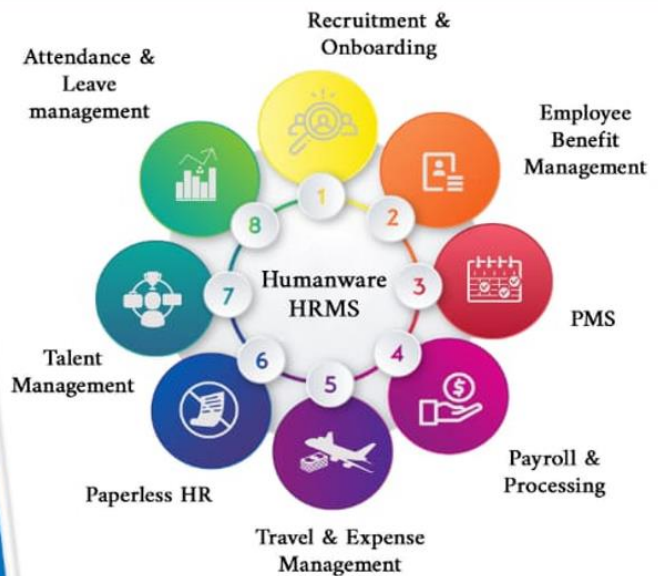 Recruitment &
Onboarding
Employee
Benefit
Management
PMS
Payroll &
Processing
Travel & Expense
Management
Paperless HR
Talent
Management
Attendance &
Leave
management
1
2
3
4
5
6
7
8
Humanware
HRMS
$